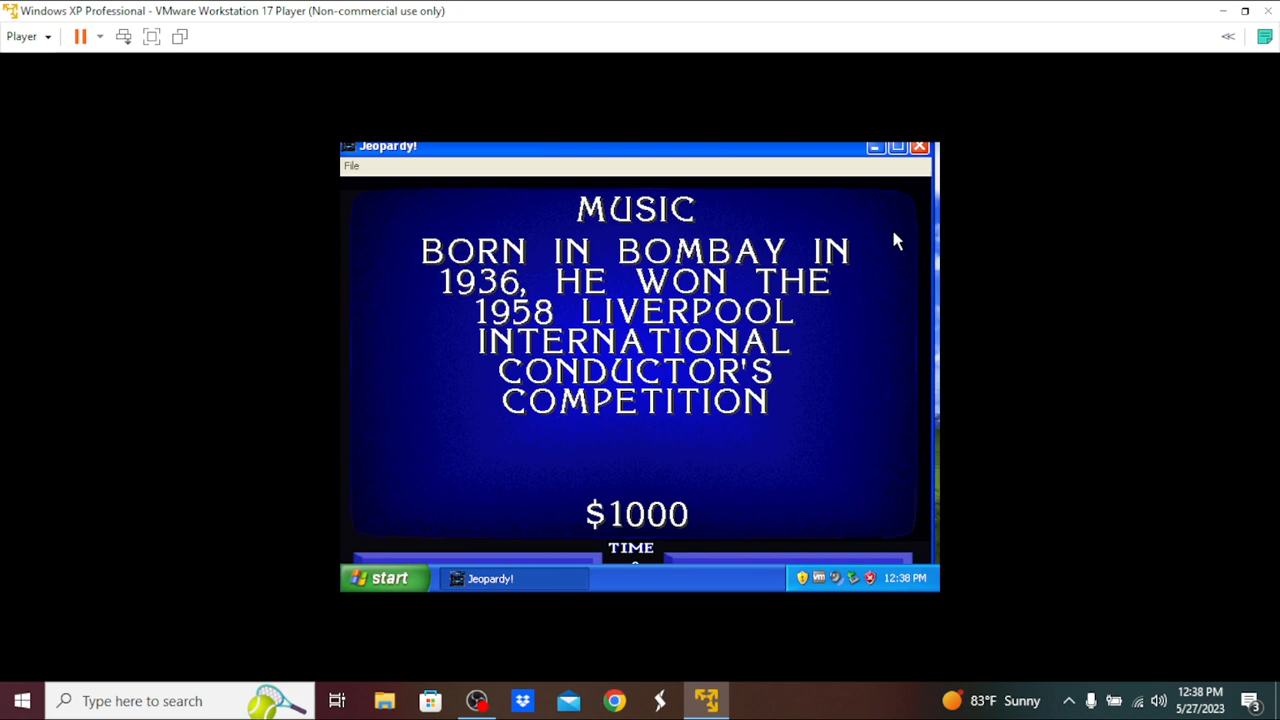 Windows XP Professional - VMware Workstation 17 Player (Non-commercial use only)
Player
Jeopardy!
File
MUSIC
BORN IN BOMBAY IN
1936, HE WON THE
1958 LIVERPOOL
INTERNATIONAL
CONDUCTOR'S
COMPETITION
$1000
TIME
start
Jeopardy!
vm
12:38 PM
Type here to search
83°F Sunny
12:38 PM
5/27/2023
3